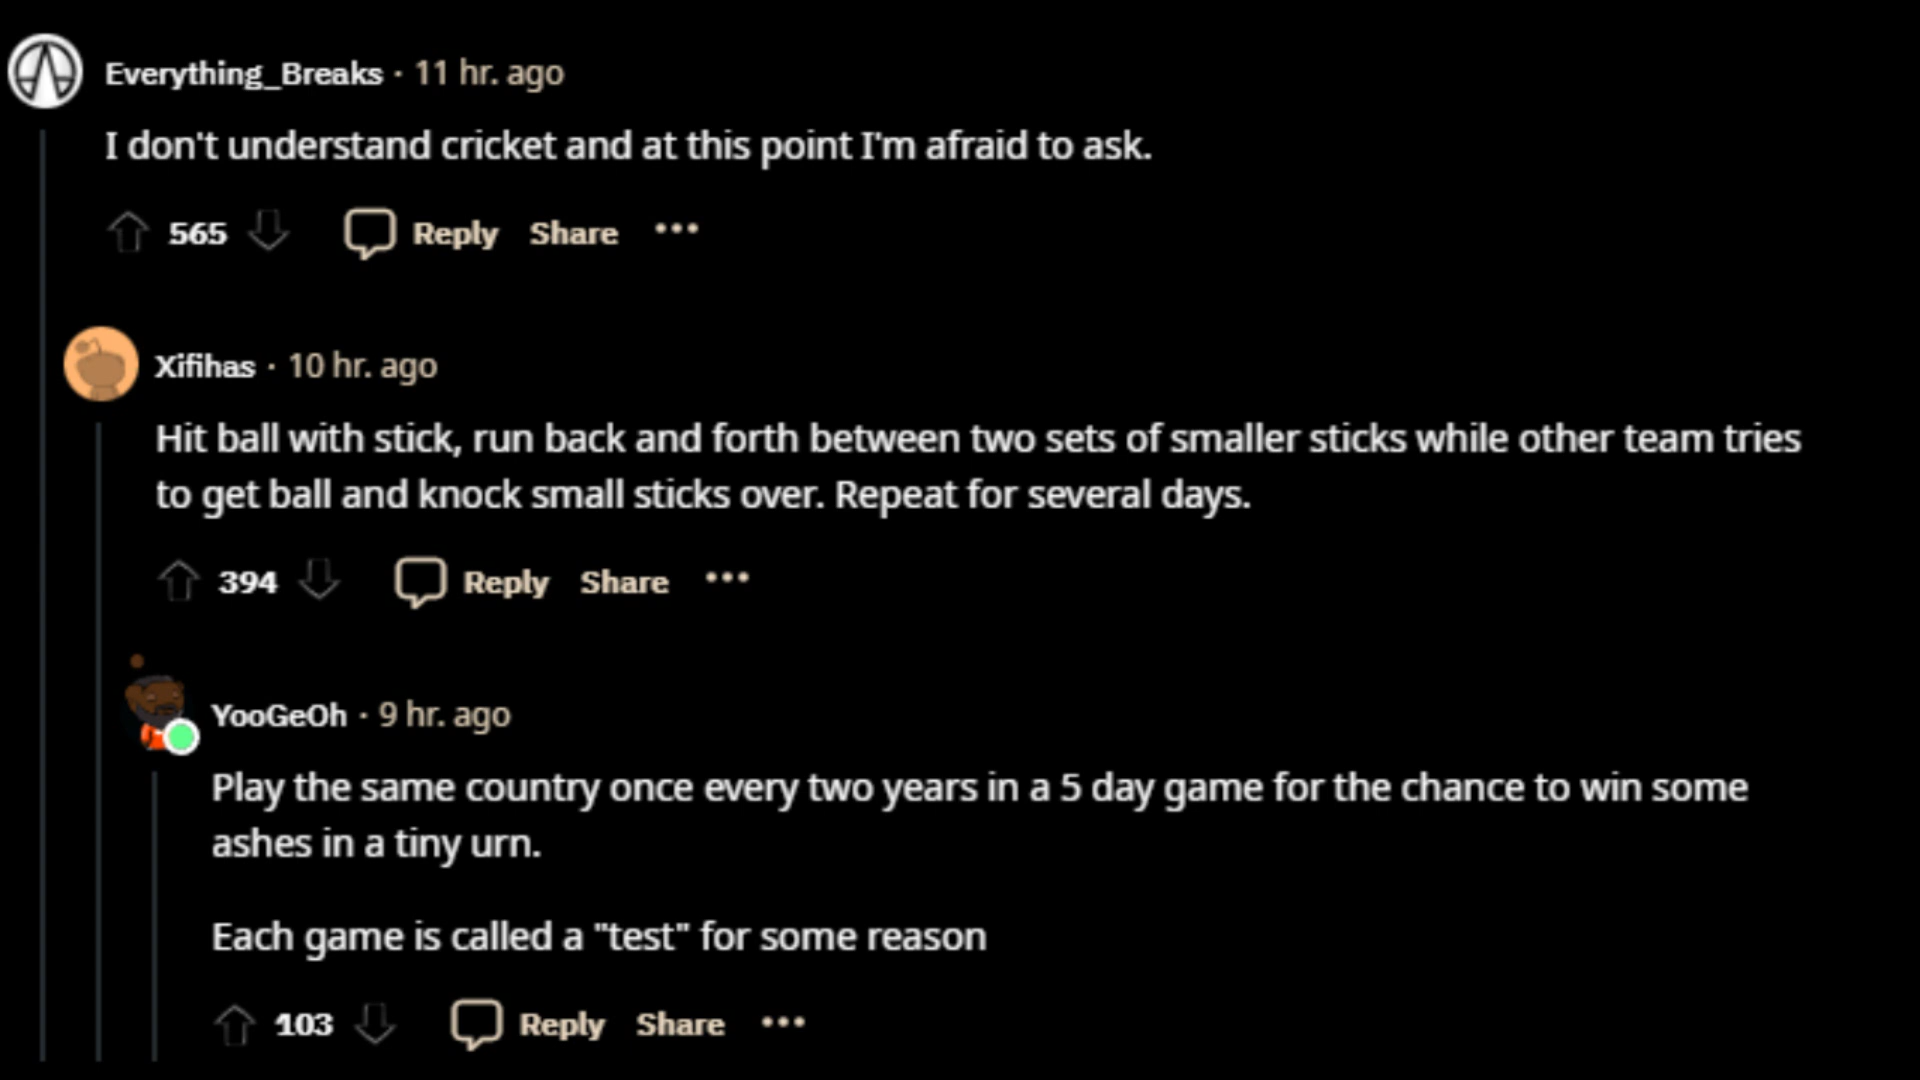 Everything_Breaks · 11 hr. ago
I don't understand cricket and at this point I'm afraid to ask.
565 Reply Share ...
Xifihas · 10 hr. ago
Hit ball with stick, run back and forth between two sets of smaller sticks while other team tries
to get ball and knock small sticks over. Repeat for several days.
394 Reply Share ...
YooGeOh · 9 hr. ago
Play the same country once every two years in a 5 day game for the chance to win some
ashes in a tiny urn.
Each game is called a "test" for some reason
103 Reply Share ...